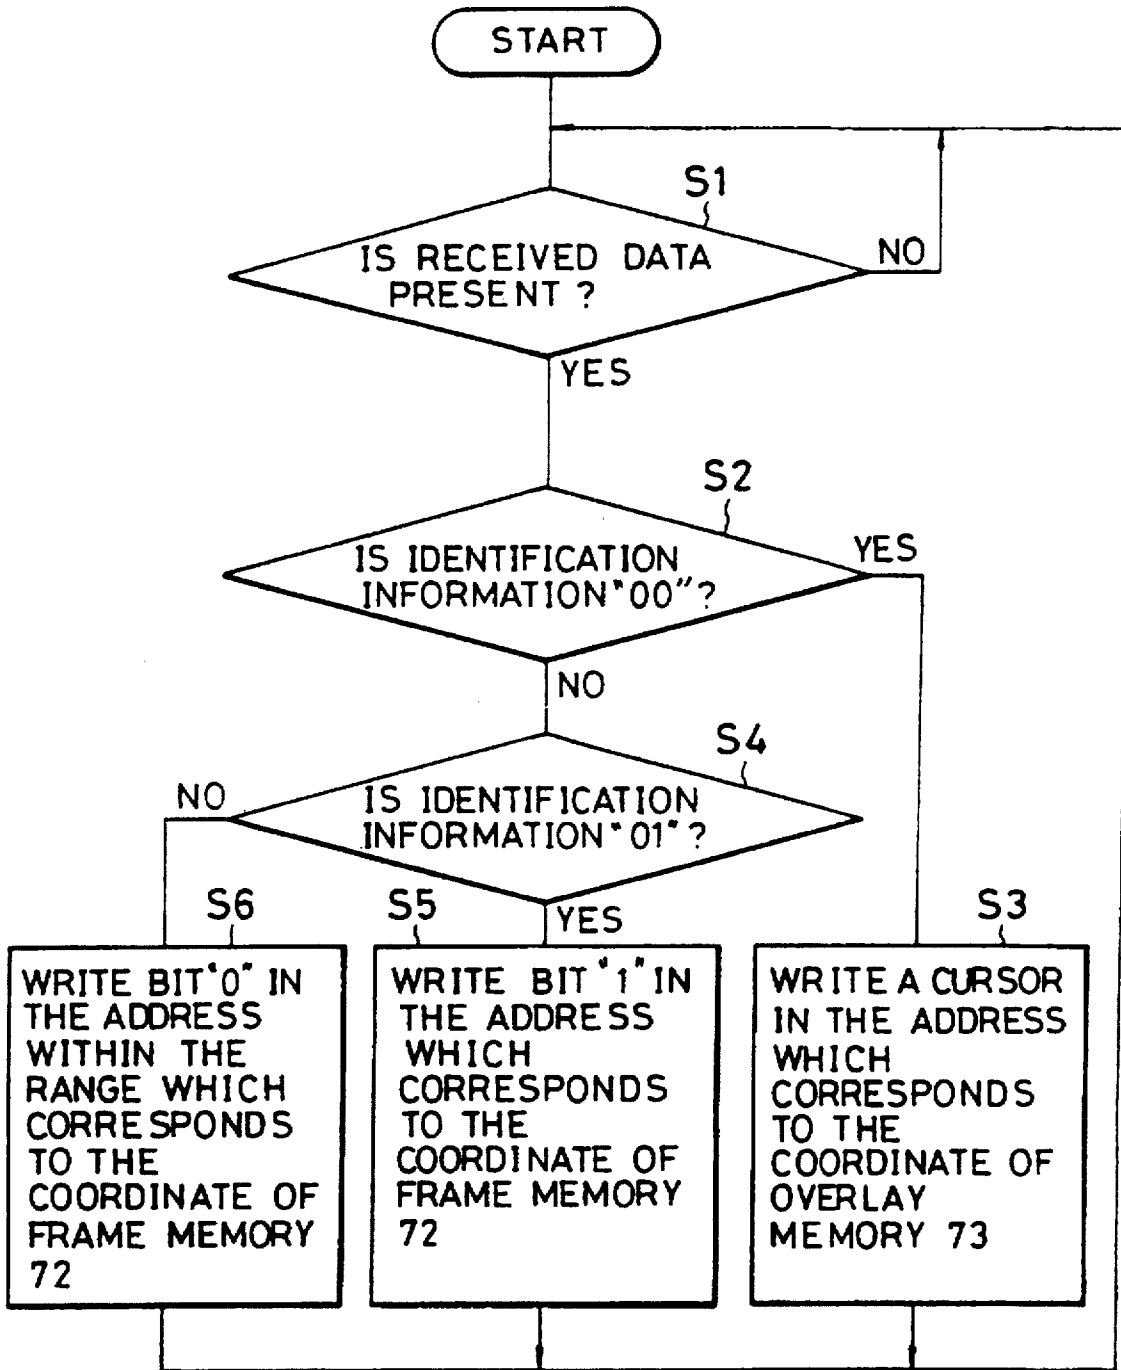 START
S1
IS RECEIVED DATA
PRESENT ?
NO
YES
S2
IS IDENTIFICATION
INFORMATION "00" ?
YES
NO
S4
IS IDENTIFICATION
INFORMATION "01" ?
NO
YES
S6
WRITE BIT "0" IN
THE ADDRESS
WITHIN THE
RANGE WHICH
CORRESPONDS
TO THE
COORDINATE OF
FRAME MEMORY
72
S5
WRITE BIT "1" IN
THE ADDRESS
WHICH
CORRESPONDS
TO THE
COORDINATE OF
FRAME MEMORY
72
S3
WRITE A CURSOR
IN THE ADDRESS
WHICH
CORRESPONDS
TO THE
COORDINATE OF
OVERLAY
MEMORY 73